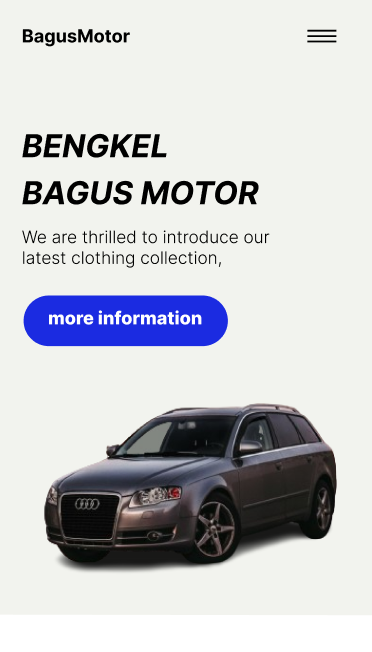 BagusMotor
BENGKEL
BAGUS MOTOR
We are thrilled to introduce our
latest clothing collection,
more information